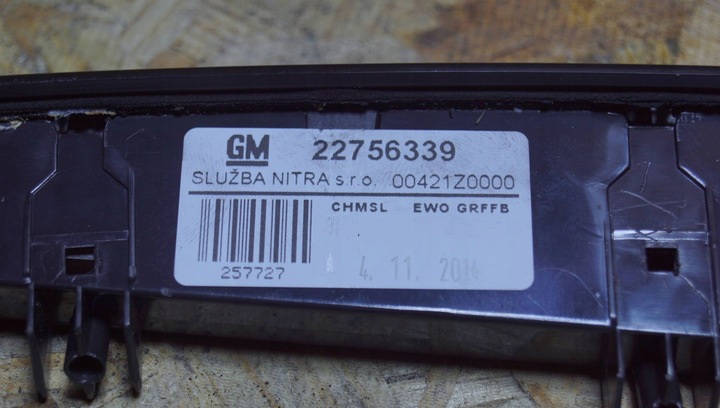 GM 22756339
SLUŽBA NITRA s.r.o. 00421Z0000
CHMSL EWO GRFFB
257727
4. 11. 2014